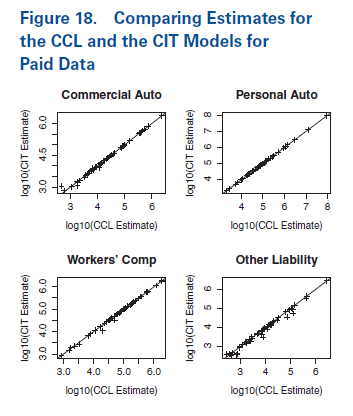 Figure 18. Comparing Estimates for
the CCL and the CIT Models for
Paid Data
Commercial Auto
log10(CIT Estimate)
3.0 4.5 6.0
3 4 5 6
log10(CCL Estimate)
Personal Auto
log10(CIT Estimate)
4 5 6 7 8
4 5 6 7 8
log10(CCL Estimate)
Workers' Comp
log10(CIT Estimate)
3.0 4.0 5.0 6.0
3.0 4.0 5.0 6.0
log10(CCL Estimate)
Other Liability
log10(CIT Estimate)
3 4 5 6
3 4 5 6
log10(CCL Estimate)